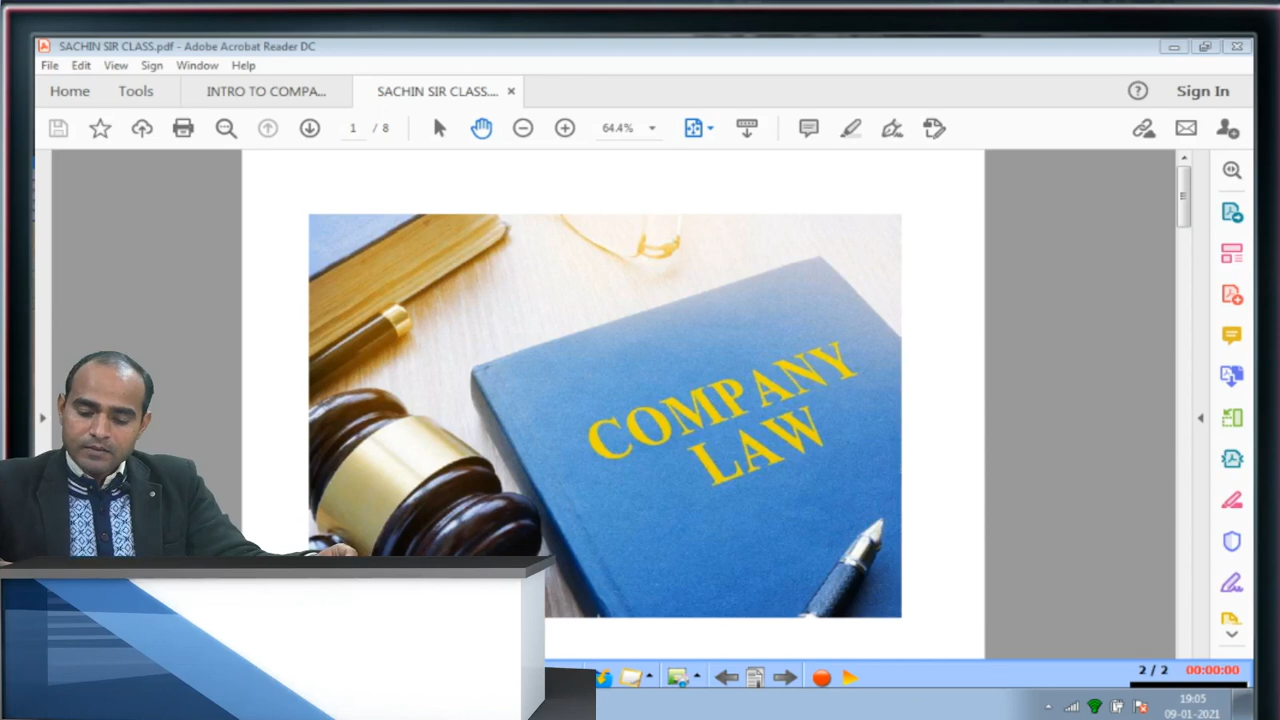 SACHIN SIR CLASS.pdf - Adobe Acrobat Reader DC
File Edit View Sign Window Help
Home Tools INTRO TO COMPA... SACHIN SIR CLASS.... × Sign In
1 / 8 64.4%
COMPANY
LAW
2 / 2 00:00:00
19:05
09-01-2021